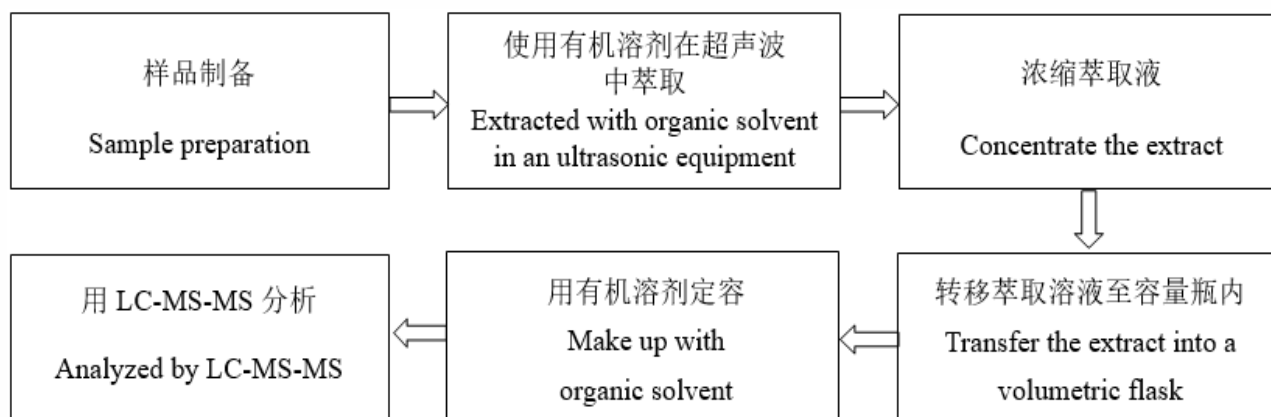 样品制备
Sample preparation
使用有机溶剂在超声波
中萃取
Extracted with organic solvent
in an ultrasonic equipment
浓缩萃取液
Concentrate the extract
转移萃取溶液至容量瓶内
Transfer the extract into a
volumetric flask
用有机溶剂定容
Make up with
organic solvent
用 LC-MS-MS 分析
Analyzed by LC-MS-MS